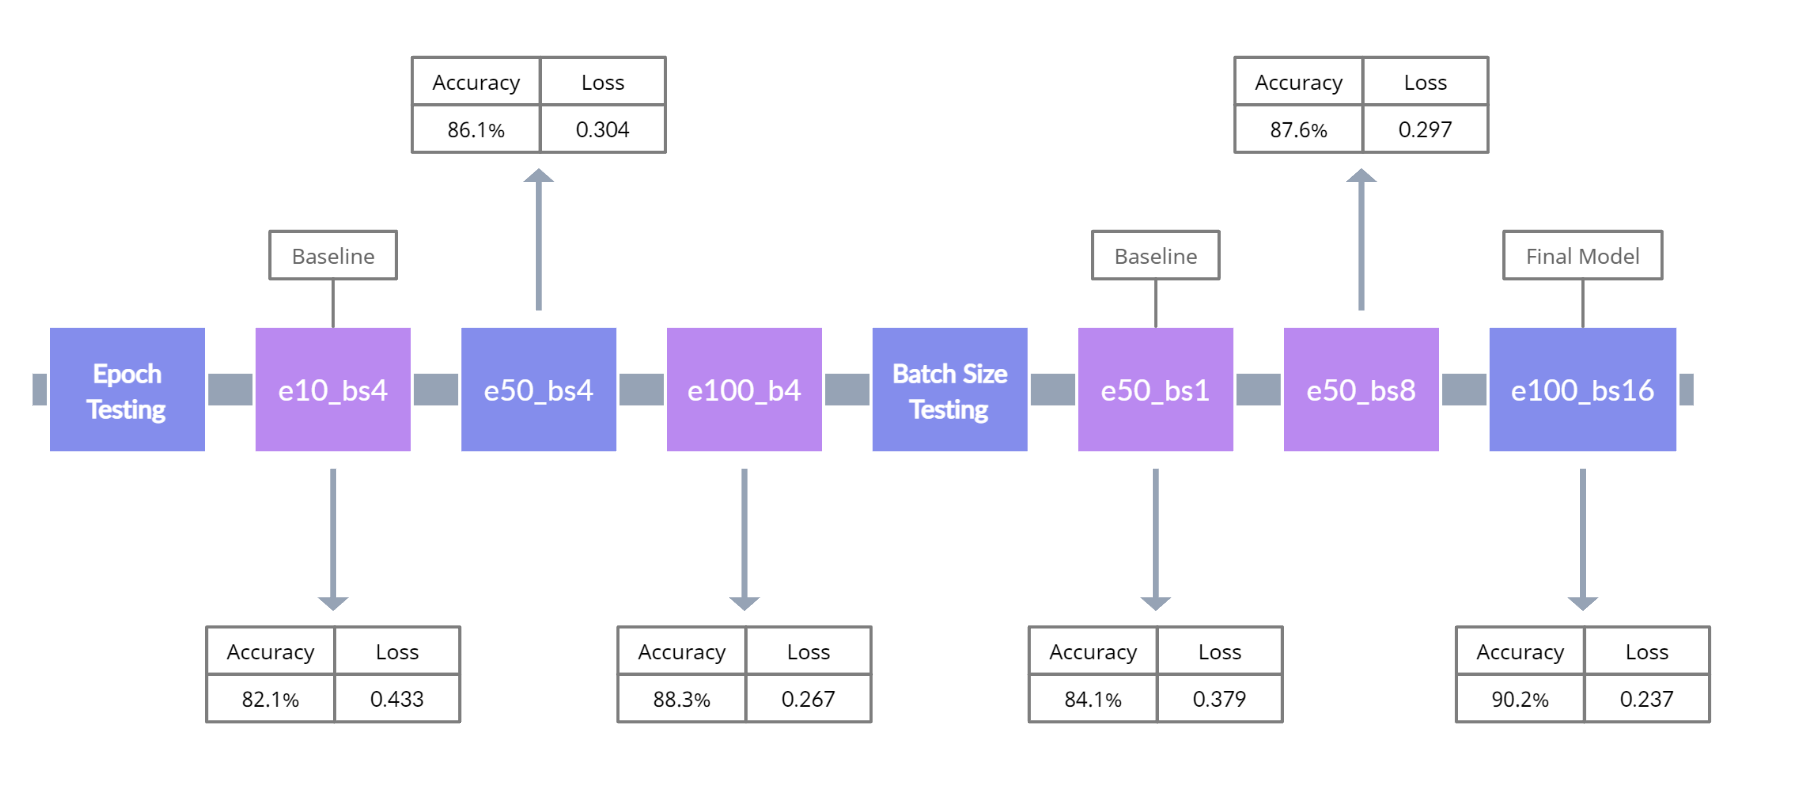 Accuracy Loss
86.1% 0.304
Accuracy Loss
87.6% 0.297
Baseline
Baseline
Final Model
Epoch
Testing
e10_bs4
e50_bs4
e100_b4
Batch Size
Testing
e50_bs1
e50_bs8
e100_bs16
Accuracy Loss
82.1% 0.433
Accuracy Loss
88.3% 0.267
Accuracy Loss
84.1% 0.379
Accuracy Loss
90.2% 0.237